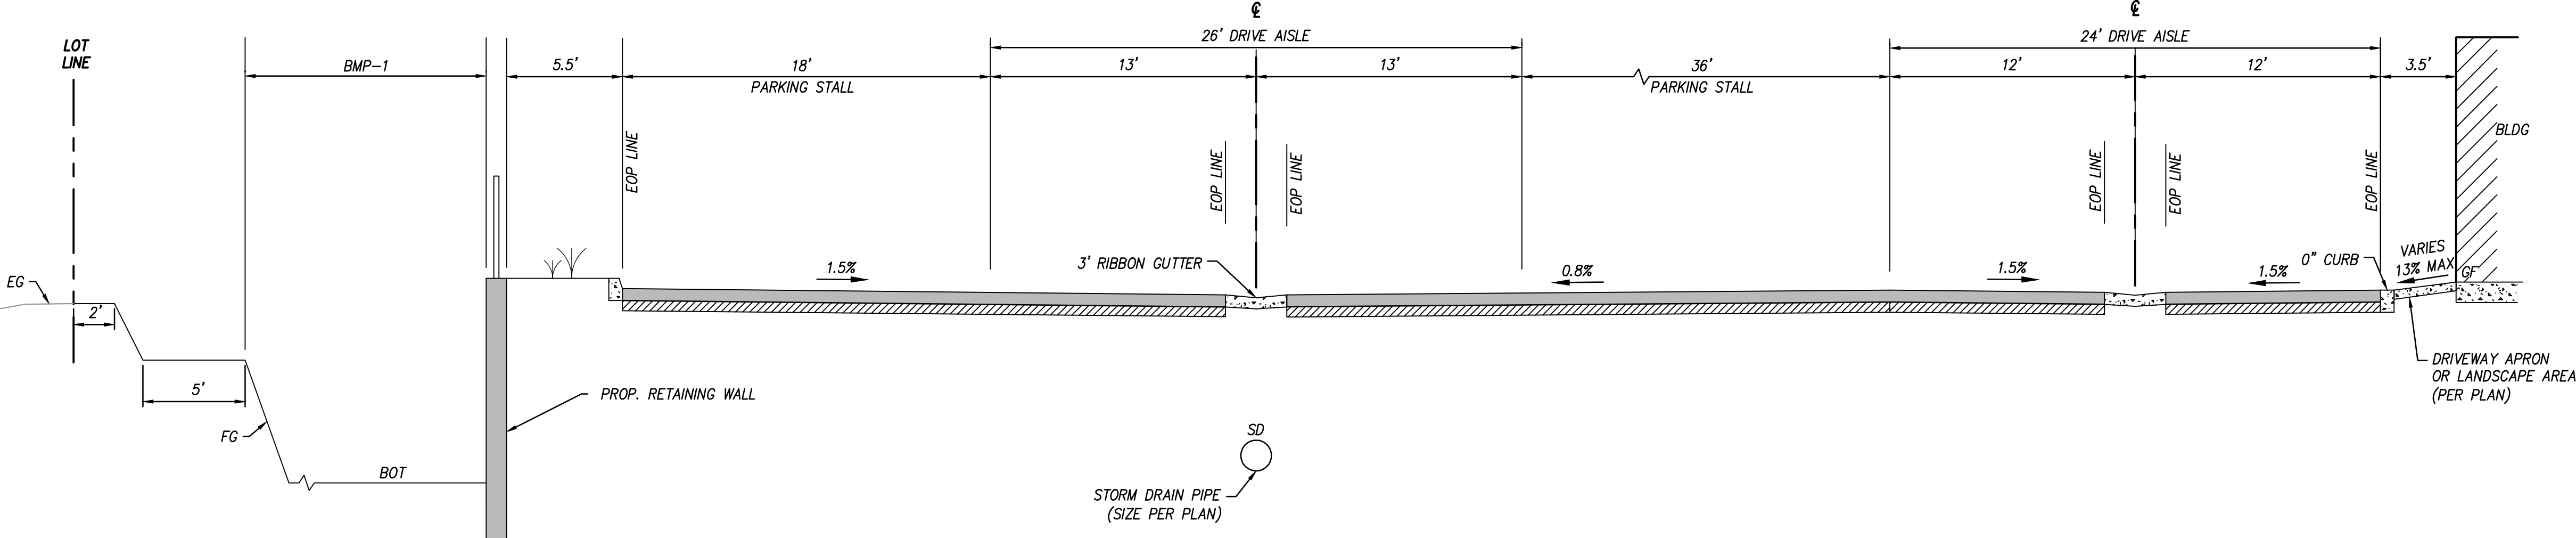 ℄
℄
LOT
LINE
26' DRIVE AISLE
24' DRIVE AISLE
BMP-1
5.5'
18'
PARKING STALL
13'
13'
36'
PARKING STALL
12'
12'
3.5'
EOP LINE
EOP LINE
EOP LINE
EOP LINE
EOP LINE
EOP LINE
BLDG
3' RIBBON GUTTER
0" CURB
VARIES
13% MAX
GF
1.5%
0.8%
1.5%
1.5%
EG
2'
5'
FG
BOT
PROP. RETAINING WALL
DRIVEWAY APRON
OR LANDSCAPE AREA
(PER PLAN)
SD
STORM DRAIN PIPE
(SIZE PER PLAN)